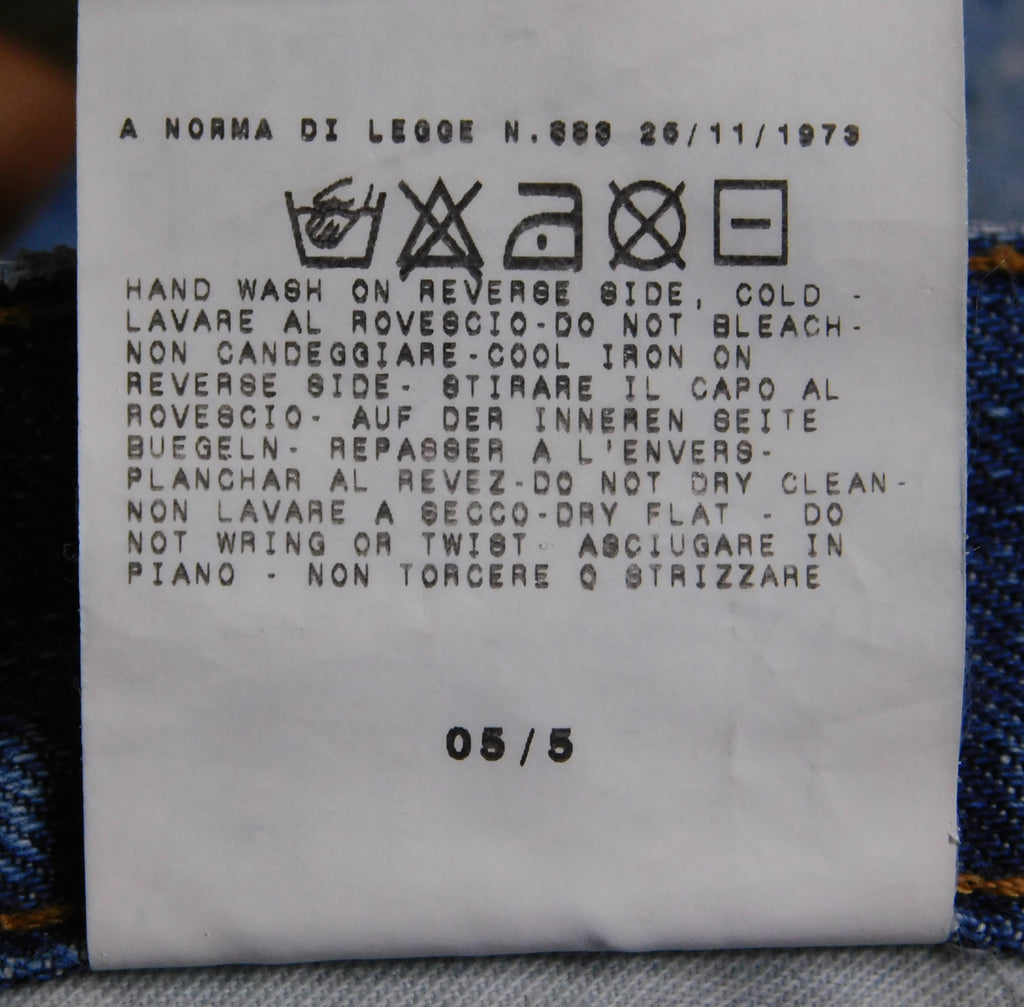 A NORMA DI LEGGE N.883 26/11/1973
HAND WASH ON REVERSE SIDE, COLD -
LAVARE AL ROVESCIO-DO NOT BLEACH-
NON CANDEGGIARE-COOL IRON ON
REVERSE SIDE- STIRARE IL CAPO AL
ROVESCIO- AUF DER INNEREN SEITE
BUEGELN- REPASSER A L'ENVERS-
PLANCHAR AL REVEZ-DO NOT DRY CLEAN-
NON LAVARE A SECCO-DRY FLAT - DO
NOT WRING OR TWIST- ASCIUGARE IN
PIANO - NON TORCERE O STRIZZARE
05/5